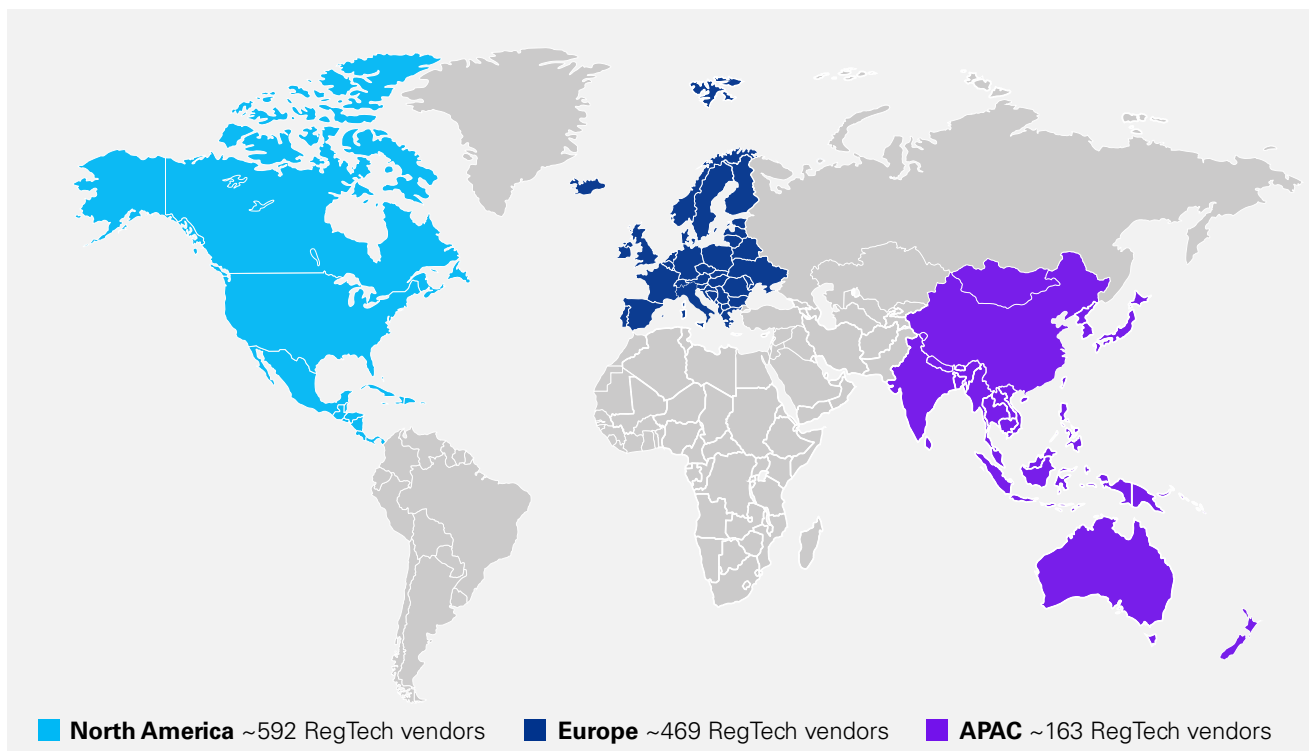 North America ~592 RegTech vendors
Europe ~469 RegTech vendors
APAC ~163 RegTech vendors